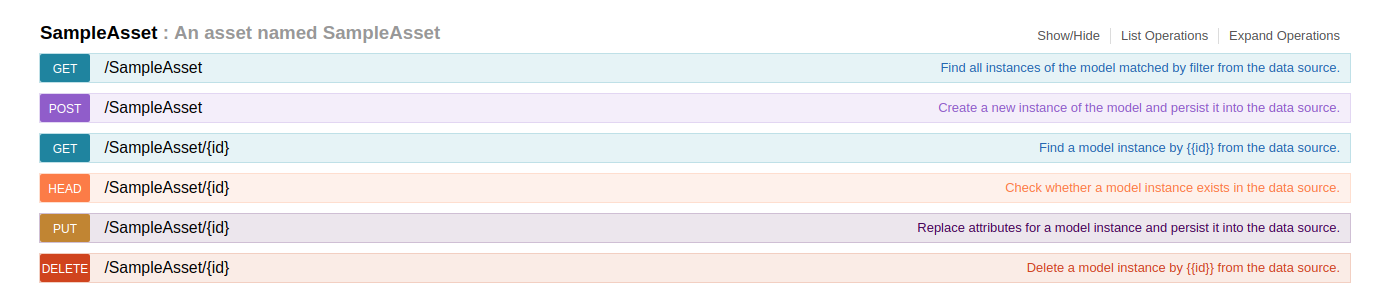 SampleAsset : An asset named SampleAsset
Show/Hide List Operations Expand Operations
GET /SampleAsset Find all instances of the model matched by filter from the data source.
POST /SampleAsset Create a new instance of the model and persist it into the data source.
GET /SampleAsset/{id} Find a model instance by {{id}} from the data source.
HEAD /SampleAsset/{id} Check whether a model instance exists in the data source.
PUT /SampleAsset/{id} Replace attributes for a model instance and persist it into the data source.
DELETE /SampleAsset/{id} Delete a model instance by {{id}} from the data source.